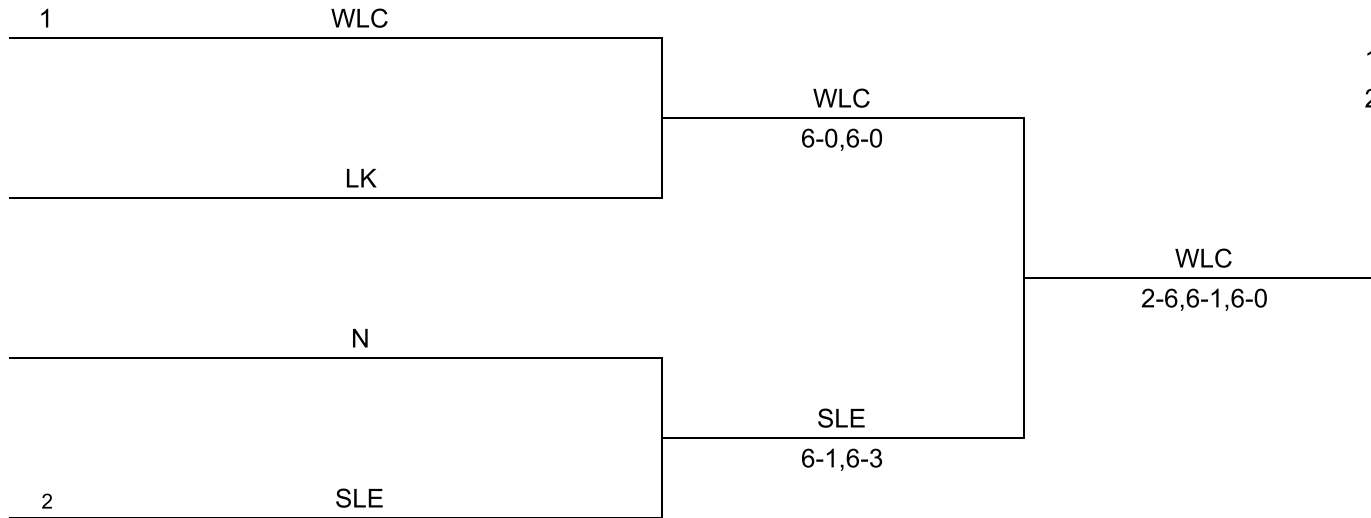 1 WLC
WLC
6-0,6-0
LK
WLC
2-6,6-1,6-0
N
SLE
6-1,6-3
2 SLE